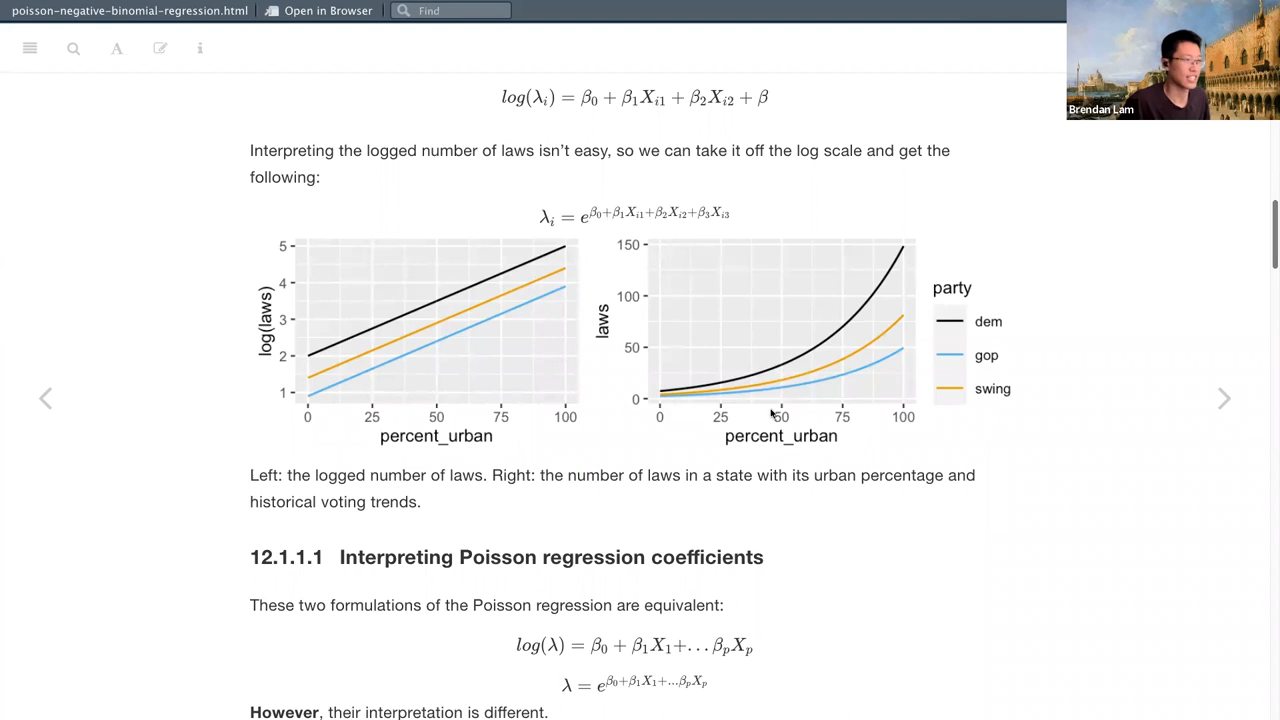 poisson-negative-binomial-regression.html Open in Browser Find
Brendan Lam
log(λᵢ) = β₀ + β₁Xᵢ₁ + β₂Xᵢ₂ + β
Interpreting the logged number of laws isn’t easy, so we can take it off the log scale and get the
following:
λᵢ = e^{β₀+β₁Xᵢ₁+β₂Xᵢ₂+β₃Xᵢ₃}
5
4
3
2
1
log(laws)
0 25 50 75 100
percent_urban
150
100
50
0
laws
0 25 50 75 100
percent_urban
party
dem
gop
swing
Left: the logged number of laws. Right: the number of laws in a state with its urban percentage and
historical voting trends.
12.1.1.1 Interpreting Poisson regression coefficients
These two formulations of the Poisson regression are equivalent:
log(λ) = β₀ + β₁X₁+… βₚXₚ
λ = e^{β₀+β₁X₁+…βₚXₚ}
However, their interpretation is different.